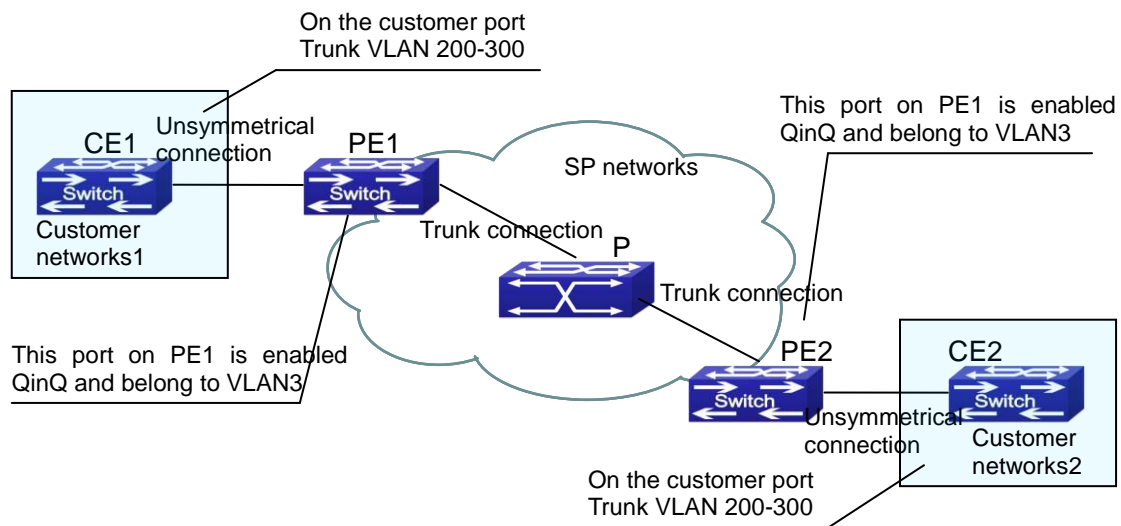 On the customer port
Trunk VLAN 200-300
This port on PE1 is enabled
QinQ and belong to VLAN3
Unsymmetrical
connection
CE1
PE1
SP networks
Switch
Switch
Customer
networks1
Trunk connection
P
Trunk connection
This port on PE1 is enabled
QinQ and belong to VLAN3
PE2
CE2
Switch
Switch
Unsymmetrical
connection
Customer
networks2
On the customer port
Trunk VLAN 200-300